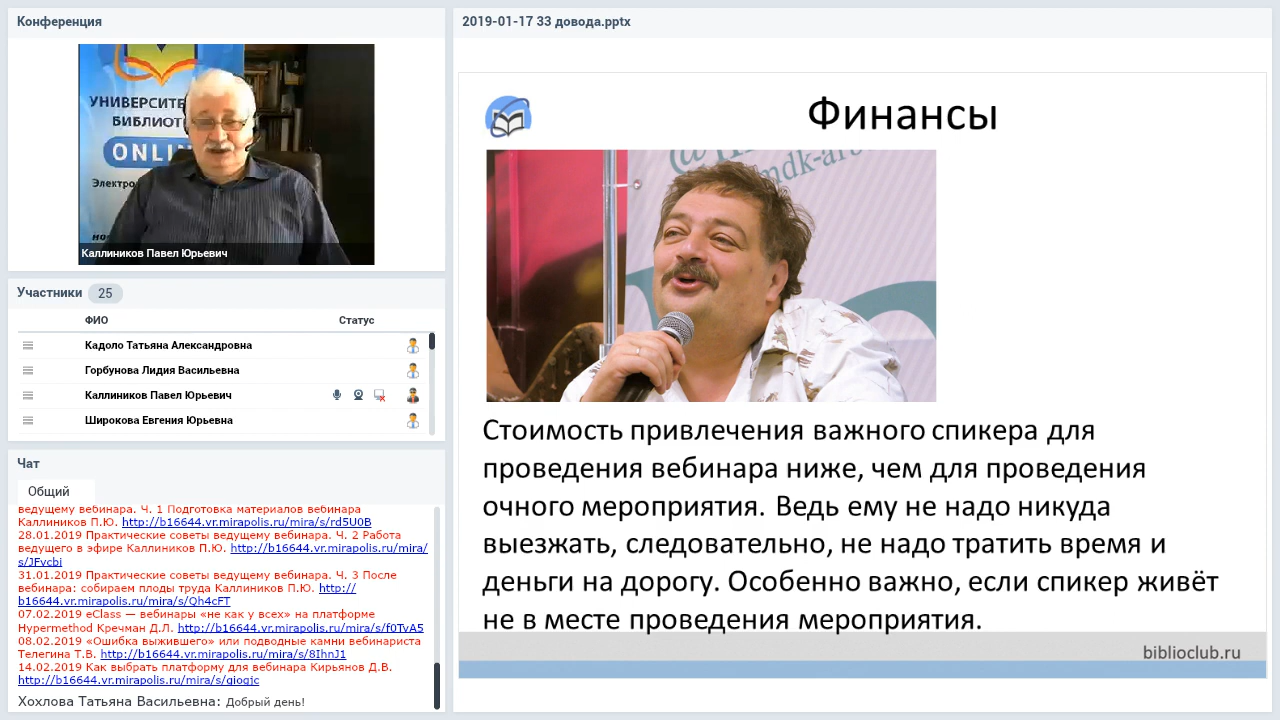 Конференция
УНИВЕРСИТЕ
БИБЛИОТ
ONLIN
Электро
Каллиников Павел Юрьевич
Участники 25
ФИО Статус
Кадоло Татьяна Александровна
Горбунова Лидия Васильевна
Каллиников Павел Юрьевич
Широкова Евгения Юрьевна
Чат
Общий
ведущему вебинара. Ч. 1 Подготовка материалов вебинара
Каллиников П.Ю. http://b16644.vr.mirapolis.ru/mira/s/rd5U0B
28.01.2019 Практические советы ведущему вебинара. Ч. 2 Работа
ведущего в эфире Каллиников П.Ю. http://b16644.vr.mirapolis.ru/mira/
s/JFvcbi
31.01.2019 Практические советы ведущему вебинара. Ч. 3 После
вебинара: собираем плоды труда Каллиников П.Ю. http://
b16644.vr.mirapolis.ru/mira/s/Qh4cFT
07.02.2019 eClass — вебинары «не как у всех» на платформе
Hypermethod Кречман Д.Л. http://b16644.vr.mirapolis.ru/mira/s/f0TvA5
08.02.2019 «Ошибка выжившего» или подводные камни вебинариста
Телегина Т.В. http://b16644.vr.mirapolis.ru/mira/s/8IhnJ1
14.02.2019 Как выбрать платформу для вебинара Кирьянов Д.В.
http://b16644.vr.mirapolis.ru/mira/s/gioqjc
Хохлова Татьяна Васильевна: Добрый день!
2019-01-17 33 довода.pptx
Финансы
Стоимость привлечения важного спикера для
проведения вебинара ниже, чем для проведения
очного мероприятия. Ведь ему не надо никуда
выезжать, следовательно, не надо тратить время и
деньги на дорогу. Особенно важно, если спикер живёт
не в месте проведения мероприятия.
biblioclub.ru